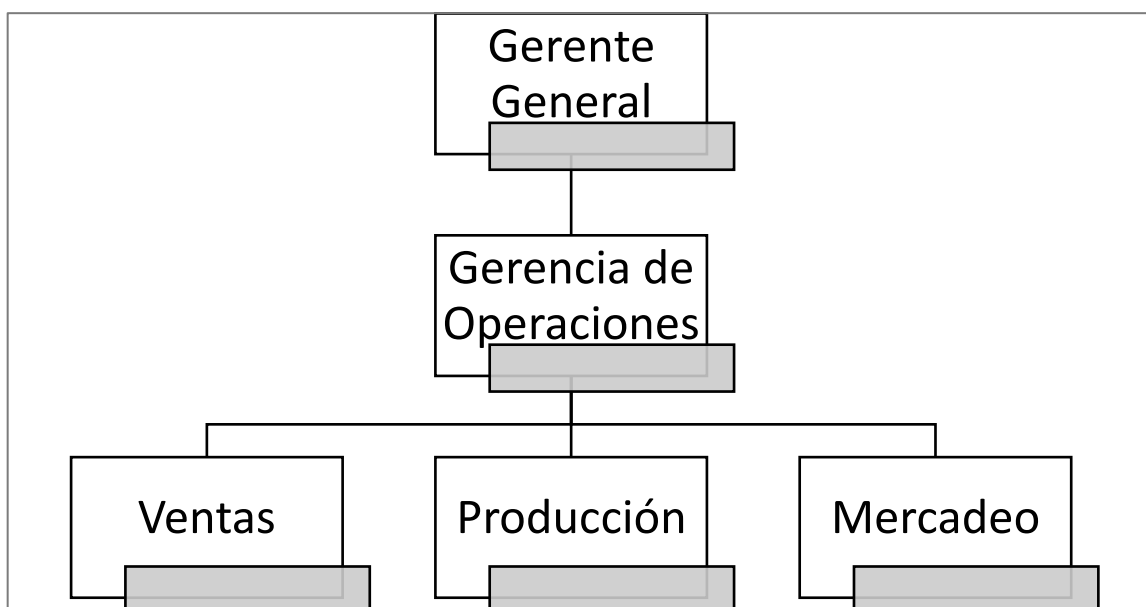 Gerente
General
Gerencia de
Operaciones
Ventas
Producción
Mercadeo